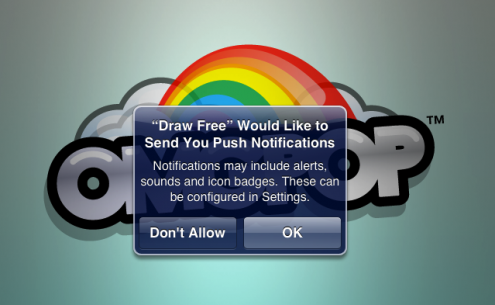 OMGPOP™
“Draw Free” Would Like to
Send You Push Notifications
Notifications may include alerts,
sounds and icon badges. These can
be configured in Settings.
Don't Allow
OK